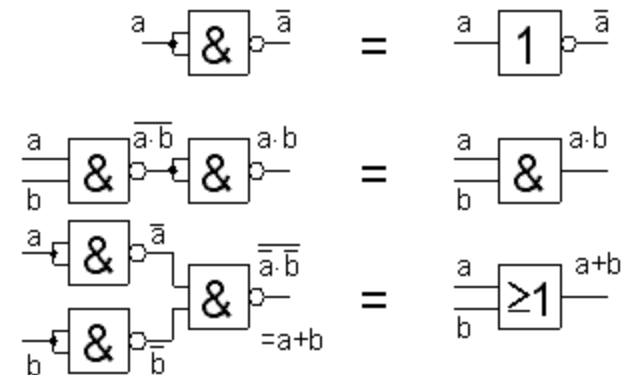 a & a̅ = a 1 a̅
a a̅·̅b̅ a·b a a·b
& & = &
b b
a a̅
& a̅̅·̅b̅̅ a a+b
& = ≥1
& =a+b b
b b̅